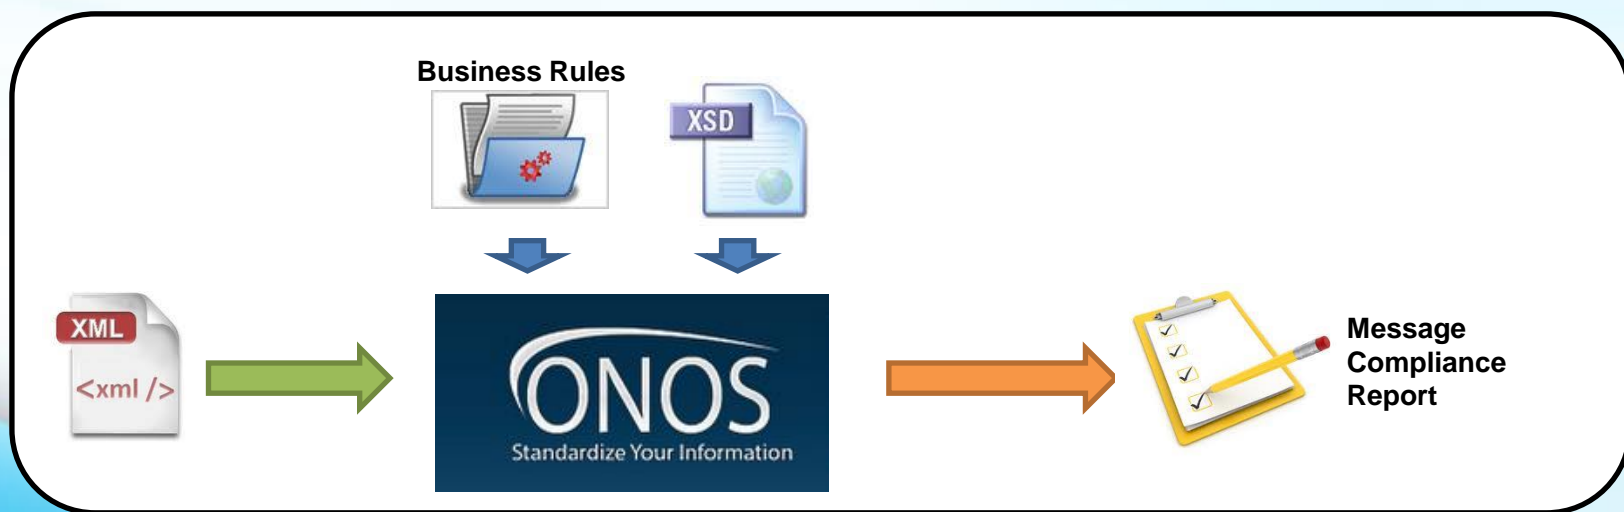 Business Rules
XSD
XML
<xml />
ONOS
Standardize Your Information
Message
Compliance
Report